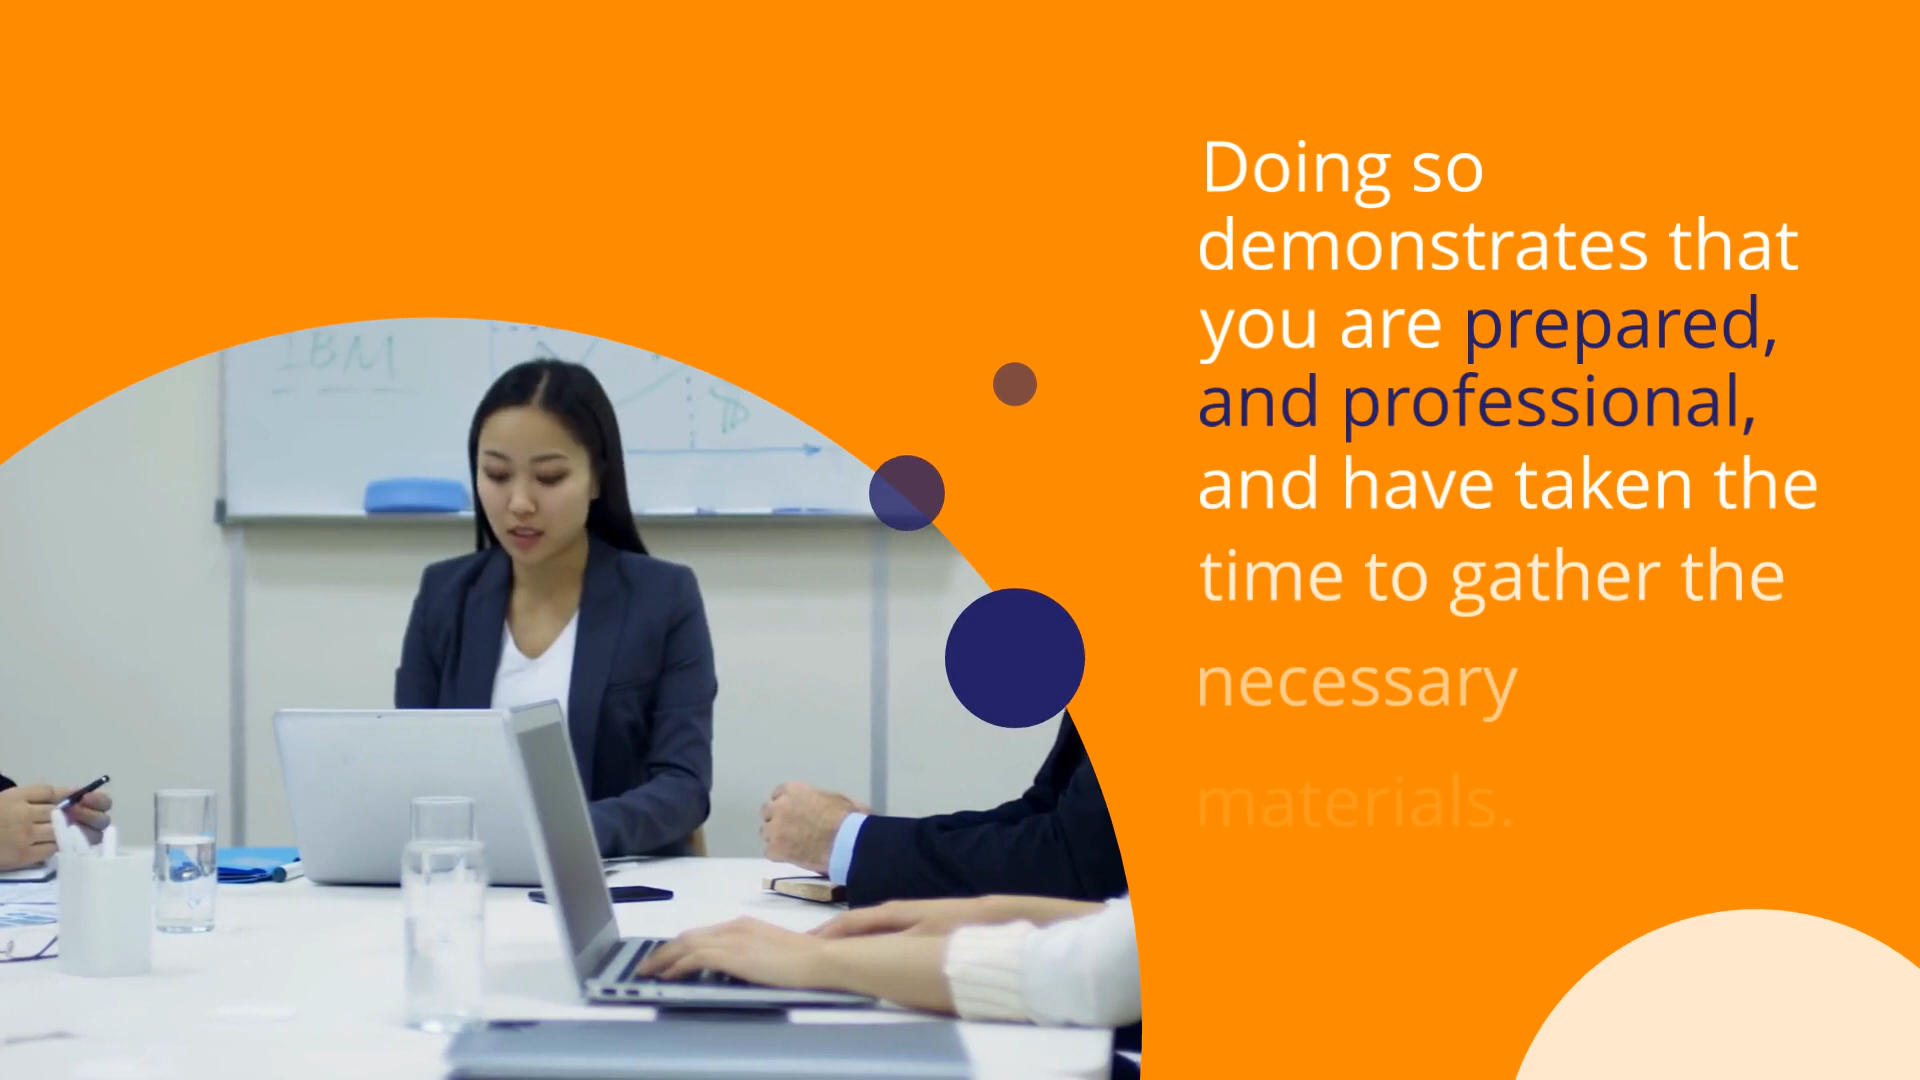 IBM
$
Doing so
demonstrates that
you are prepared,
and professional,
and have taken the
time to gather the
necessary
materials.